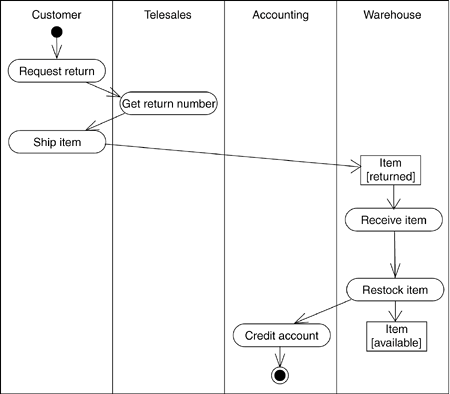 Customer
Telesales
Accounting
Warehouse
Request return
Get return number
Ship item
Item
[returned]
Receive item
Restock item
Credit account
Item
[available]